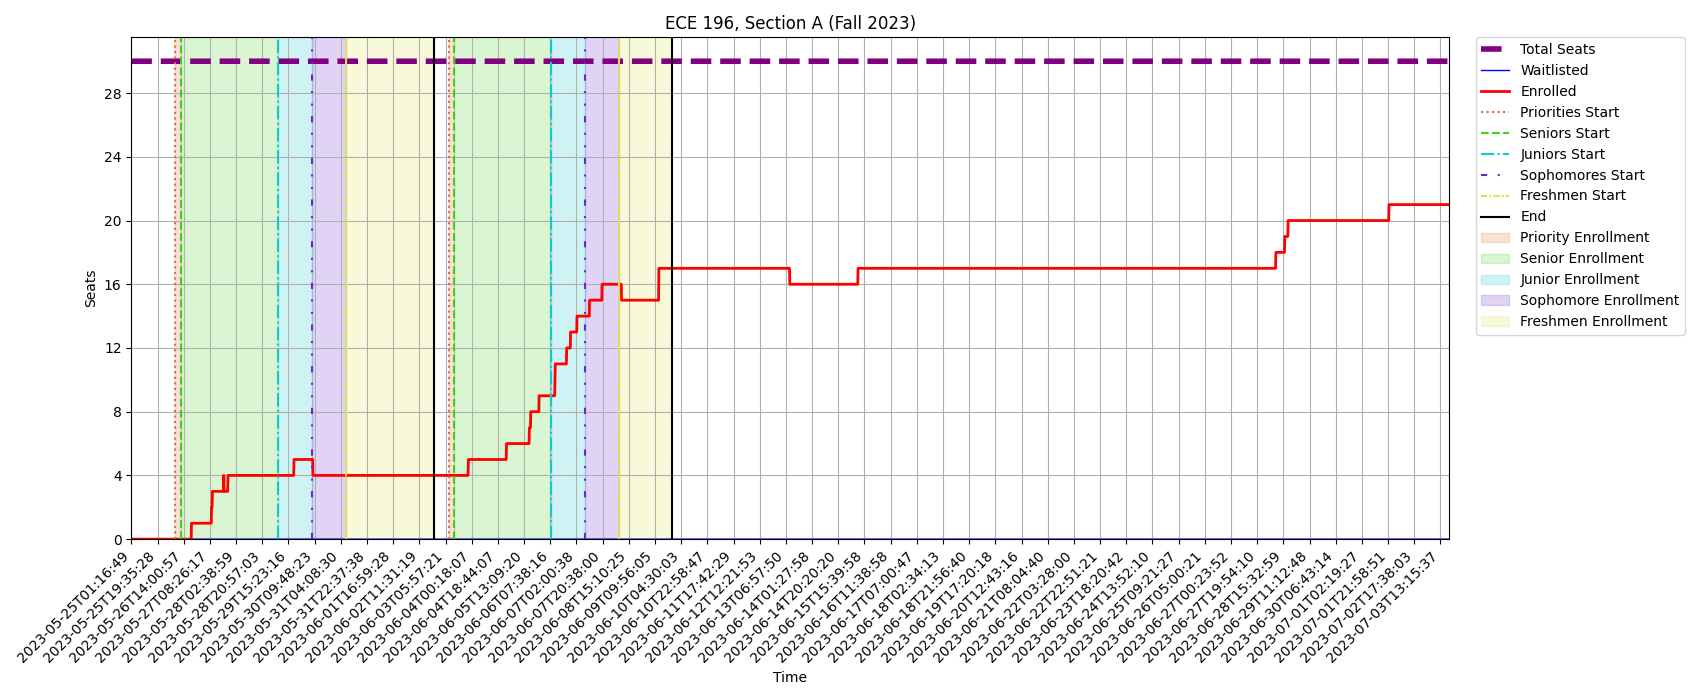 ECE 196, Section A (Fall 2023)
Seats
28
24
20
16
12
8
4
0
2023-05-25T01:16:49
2023-05-25T19:35:28
2023-05-26T14:00:57
2023-05-27T08:26:17
2023-05-28T02:38:59
2023-05-28T20:57:03
2023-05-29T15:23:16
2023-05-30T09:48:23
2023-05-31T04:08:30
2023-05-31T22:37:38
2023-06-01T16:59:28
2023-06-02T11:31:19
2023-06-03T05:57:21
2023-06-04T00:18:07
2023-06-04T18:44:07
2023-06-05T13:09:20
2023-06-06T07:38:16
2023-06-07T02:00:38
2023-06-07T20:38:00
2023-06-08T15:10:25
2023-06-09T09:56:05
2023-06-10T04:30:03
2023-06-10T22:58:47
2023-06-11T17:42:29
2023-06-12T12:21:53
2023-06-13T06:57:50
2023-06-14T01:27:58
2023-06-14T20:20:20
2023-06-15T15:39:58
2023-06-16T11:38:58
2023-06-17T07:00:47
2023-06-18T02:34:13
2023-06-18T21:56:40
2023-06-19T17:20:18
2023-06-20T12:43:16
2023-06-21T08:04:40
2023-06-22T03:28:00
2023-06-22T22:51:21
2023-06-23T18:20:42
2023-06-24T13:52:10
2023-06-25T09:21:27
2023-06-26T05:00:21
2023-06-27T00:23:52
2023-06-27T19:54:10
2023-06-28T15:32:59
2023-06-29T11:12:48
2023-06-30T06:43:14
2023-07-01T02:19:27
2023-07-01T21:58:51
2023-07-02T17:38:03
2023-07-03T13:15:37
Time
Total Seats
Waitlisted
Enrolled
Priorities Start
Seniors Start
Juniors Start
Sophomores Start
Freshmen Start
End
Priority Enrollment
Senior Enrollment
Junior Enrollment
Sophomore Enrollment
Freshmen Enrollment